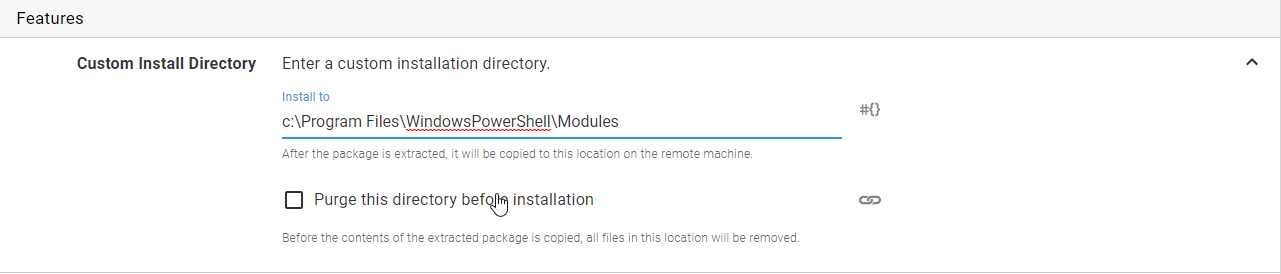 Features
Custom Install Directory Enter a custom installation directory.
Install to
c:\Program Files\WindowsPowerShell\Modules
#{}
After the package is extracted, it will be copied to this location on the remote machine.
Purge this directory before installation
Before the contents of the extracted package is copied, all files in this location will be removed.